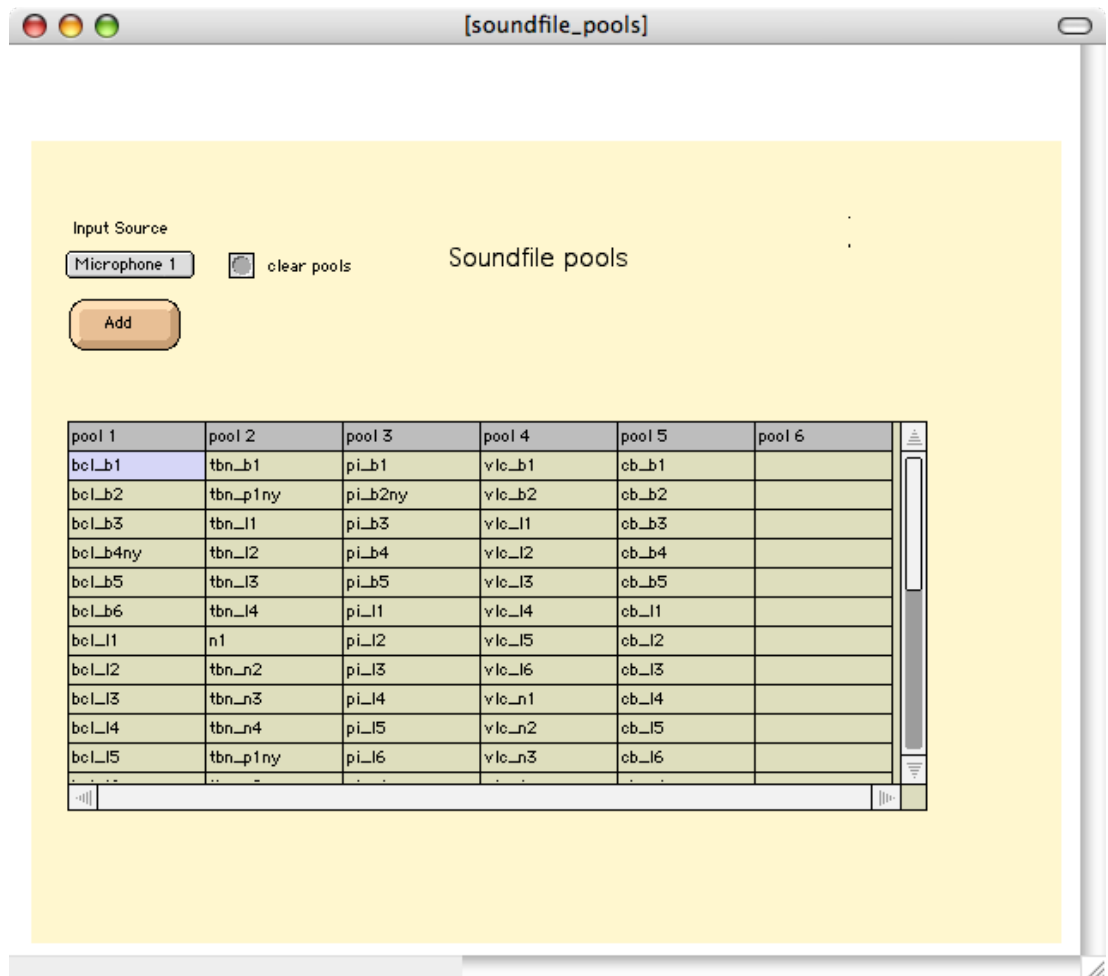 [soundfile_pools]
Input Source
Microphone 1
clear pools
Soundfile pools
Add
pool 1 pool 2 pool 3 pool 4 pool 5 pool 6
bcl_b1 tbn_b1 pi_b1 vlc_b1 cb_b1
bcl_b2 tbn_p1ny pi_b2ny vlc_b2 cb_b2
bcl_b3 tbn_l1 pi_b3 vlc_l1 cb_b3
bcl_b4ny tbn_l2 pi_b4 vlc_l2 cb_b4
bcl_b5 tbn_l3 pi_b5 vlc_l3 cb_b5
bcl_b6 tbn_l4 pi_l1 vlc_l4 cb_l1
bcl_l1 n1 pi_l2 vlc_l5 cb_l2
bcl_l2 tbn_n2 pi_l3 vlc_l6 cb_l3
bcl_l3 tbn_n3 pi_l4 vlc_n1 cb_l4
bcl_l4 tbn_n4 pi_l5 vlc_n2 cb_l5
bcl_l5 tbn_p1ny pi_l6 vlc_n3 cb_l6